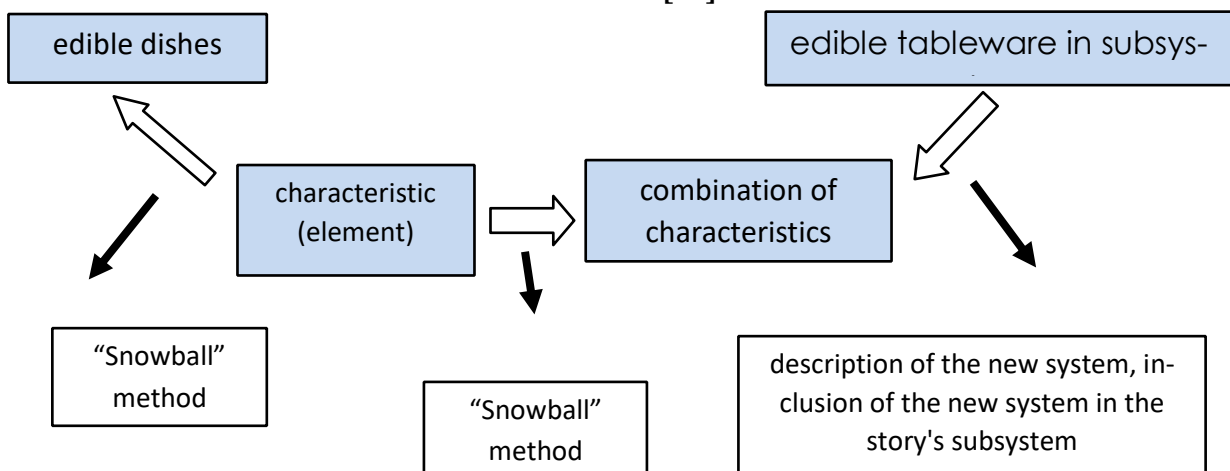 edible dishes
edible tableware in subsys-
characteristic
(element)
combination of
characteristics
“Snowball”
method
“Snowball”
method
description of the new system, in-
clusion of the new system in the
story's subsystem